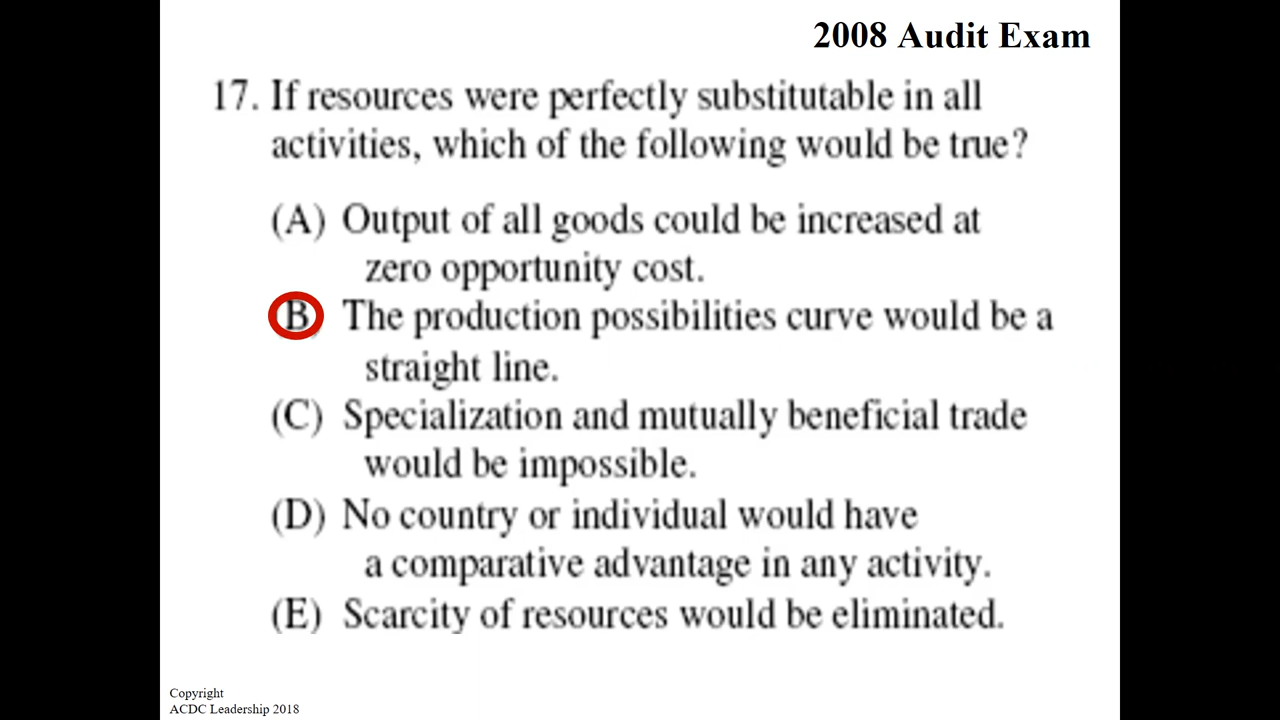 2008 Audit Exam
17. If resources were perfectly substitutable in all
activities, which of the following would be true?
(A) Output of all goods could be increased at
zero opportunity cost.
(B) The production possibilities curve would be a
straight line.
(C) Specialization and mutually beneficial trade
would be impossible.
(D) No country or individual would have
a comparative advantage in any activity.
(E) Scarcity of resources would be eliminated.
Copyright
ACDC Leadership 2018